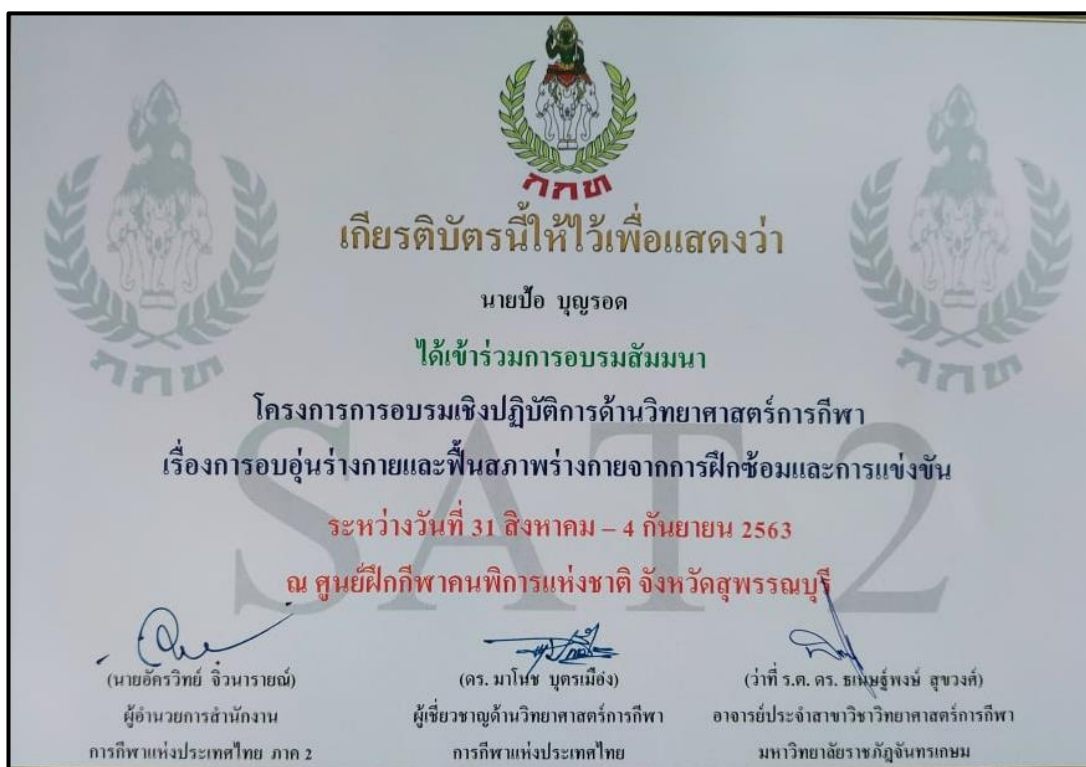 กกท
กกท
กกท
เกียรติบัตรนี้ให้ไว้เพื่อแสดงว่า
นายป้อ บุญรอด
ได้เข้าร่วมการอบรมสัมมนา
โครงการการอบรมเชิงปฏิบัติการด้านวิทยาศาสตร์การกีฬา
เรื่องการอบอุ่นร่างกายและฟื้นสภาพร่างกายจากการฝึกซ้อมและการแข่งขัน
SAT 2
ระหว่างวันที่ 31 สิงหาคม – 4 กันยายน 2563
ณ ศูนย์ฝึกกีฬาคนพิการแห่งชาติ จังหวัดสุพรรณบุรี
(นายอัครวิทย์ จิ๋วนารายณ์)
ผู้อำนวยการสำนักงาน
การกีฬาแห่งประเทศไทย ภาค 2
(ดร. มาโนช บุตรเมือง)
ผู้เชี่ยวชาญด้านวิทยาศาสตร์การกีฬา
การกีฬาแห่งประเทศไทย
(ว่าที่ ร.ต. ดร. ธเนษฐ์พงษ์ สุขวงศ์)
อาจารย์ประจำสาขาวิชาวิทยาศาสตร์การกีฬา
มหาวิทยาลัยราชภัฏจันทรเกษม